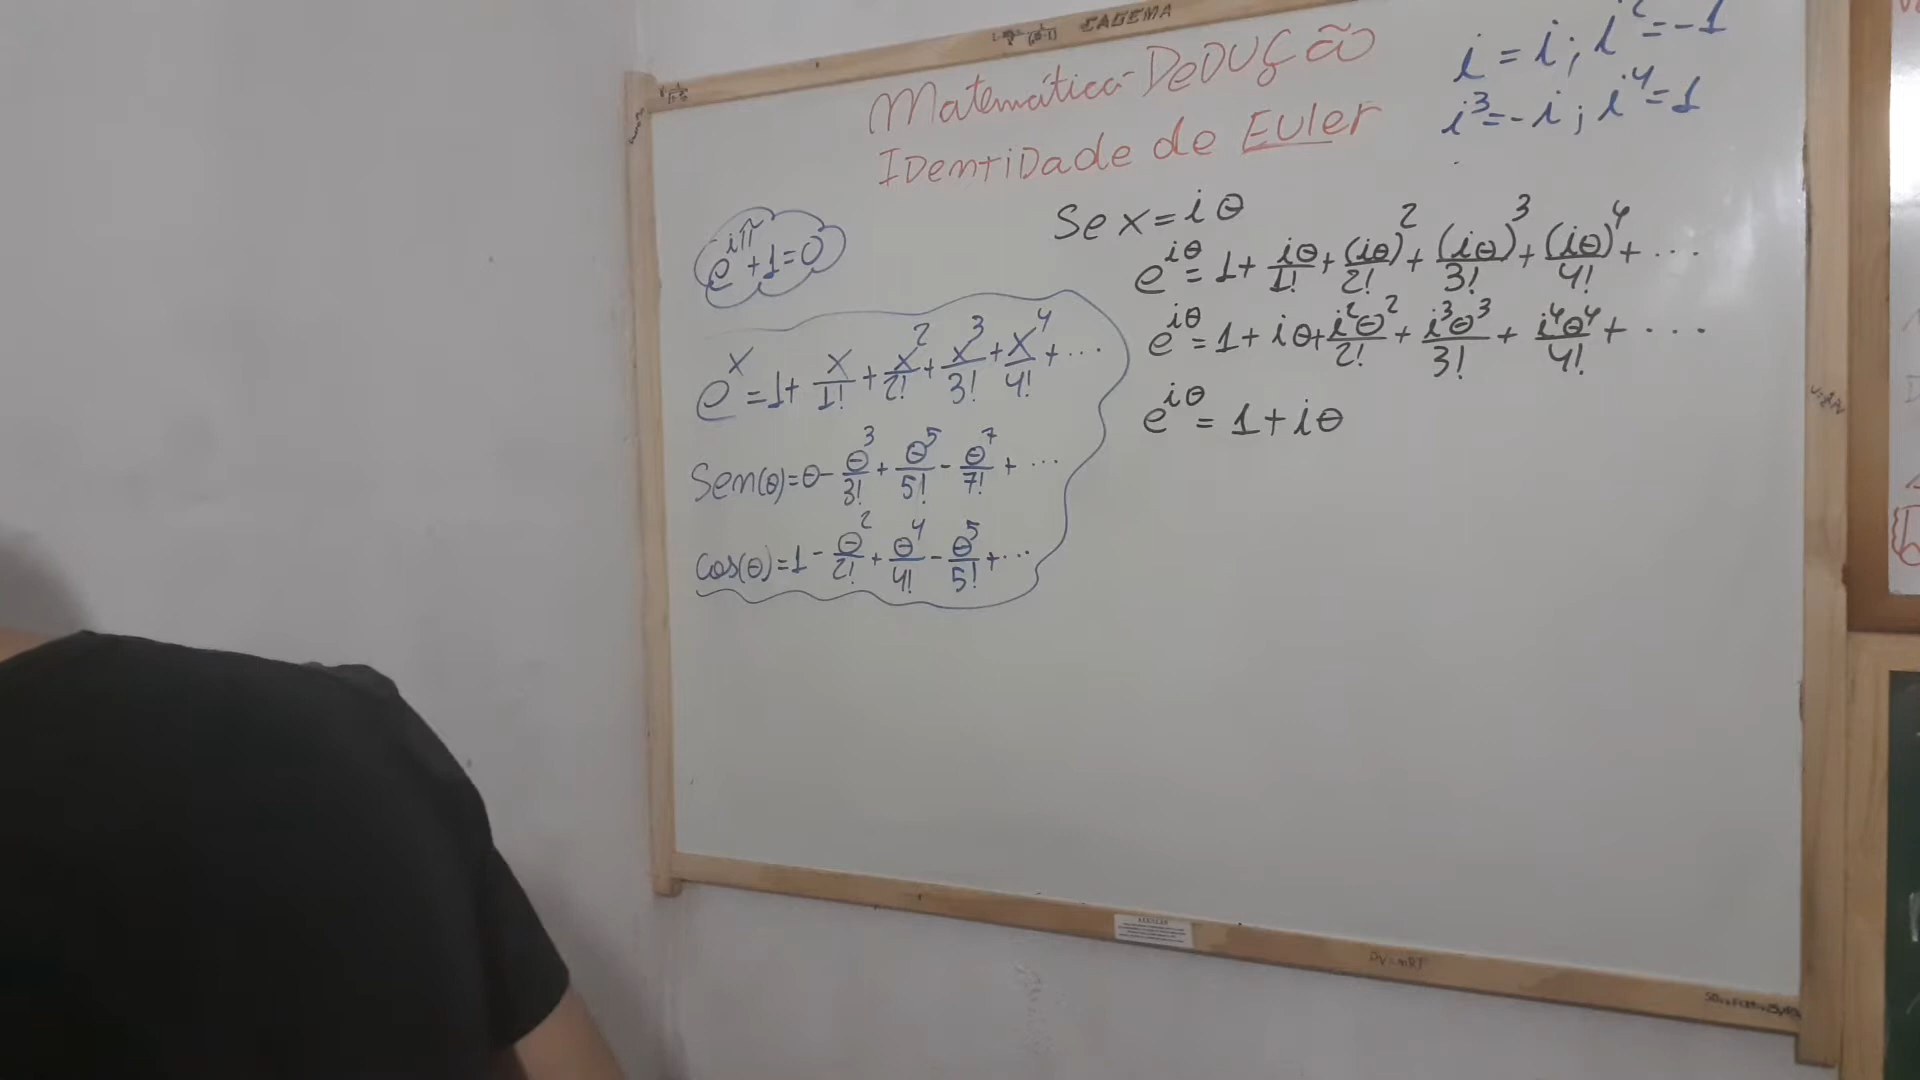 EAGEMA
Matemática - DeDUÇão
IDentiDade de Euler
i = i ; i² = -1
i³ = -i ; i⁴ = 1
e^iπ + 1 = 0
e^x = 1 + x/1! + x²/2! + x³/3! + x⁴/4! + ...
Sen(θ) = θ - θ³/3! + θ⁵/5! - θ⁷/7! + ...
Cos(θ) = 1 - θ²/2! + θ⁴/4! - θ⁵/5! + ...
Se x = iθ
e^iθ = 1 + iθ/1! + (iθ)²/2! + (iθ)³/3! + (iθ)⁴/4! + ...
e^iθ = 1 + iθ + i²θ²/2! + i³θ³/3! + i⁴θ⁴/4! + ...
e^iθ = 1 + iθ
PV=nRT